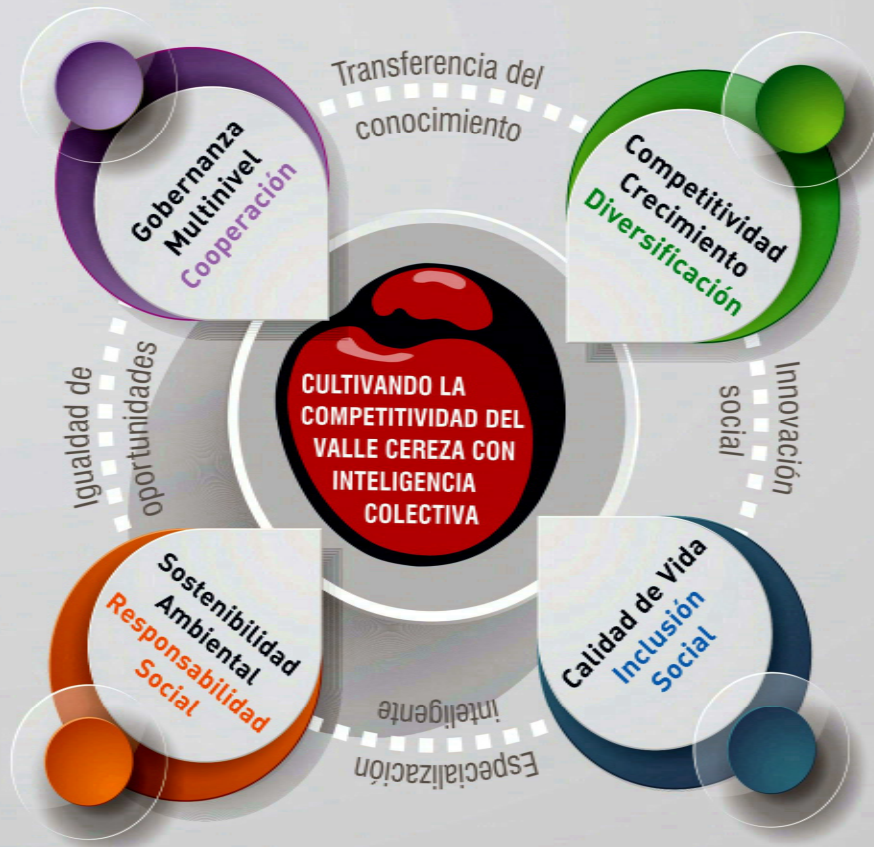 Transferencia del
conocimiento
Gobernanza
Multinivel
Cooperación
Competitividad
Crecimiento
Diversificación
Igualdad de
oportunidades
CULTIVANDO LA
COMPETITIVIDAD DEL
VALLE CEREZA CON
INTELIGENCIA
COLECTIVA
Innovación
social
Sostenibilidad
Ambiental
Responsabilidad
Social
Calidad de Vida
Inclusión
Social
Especialización
inteligente